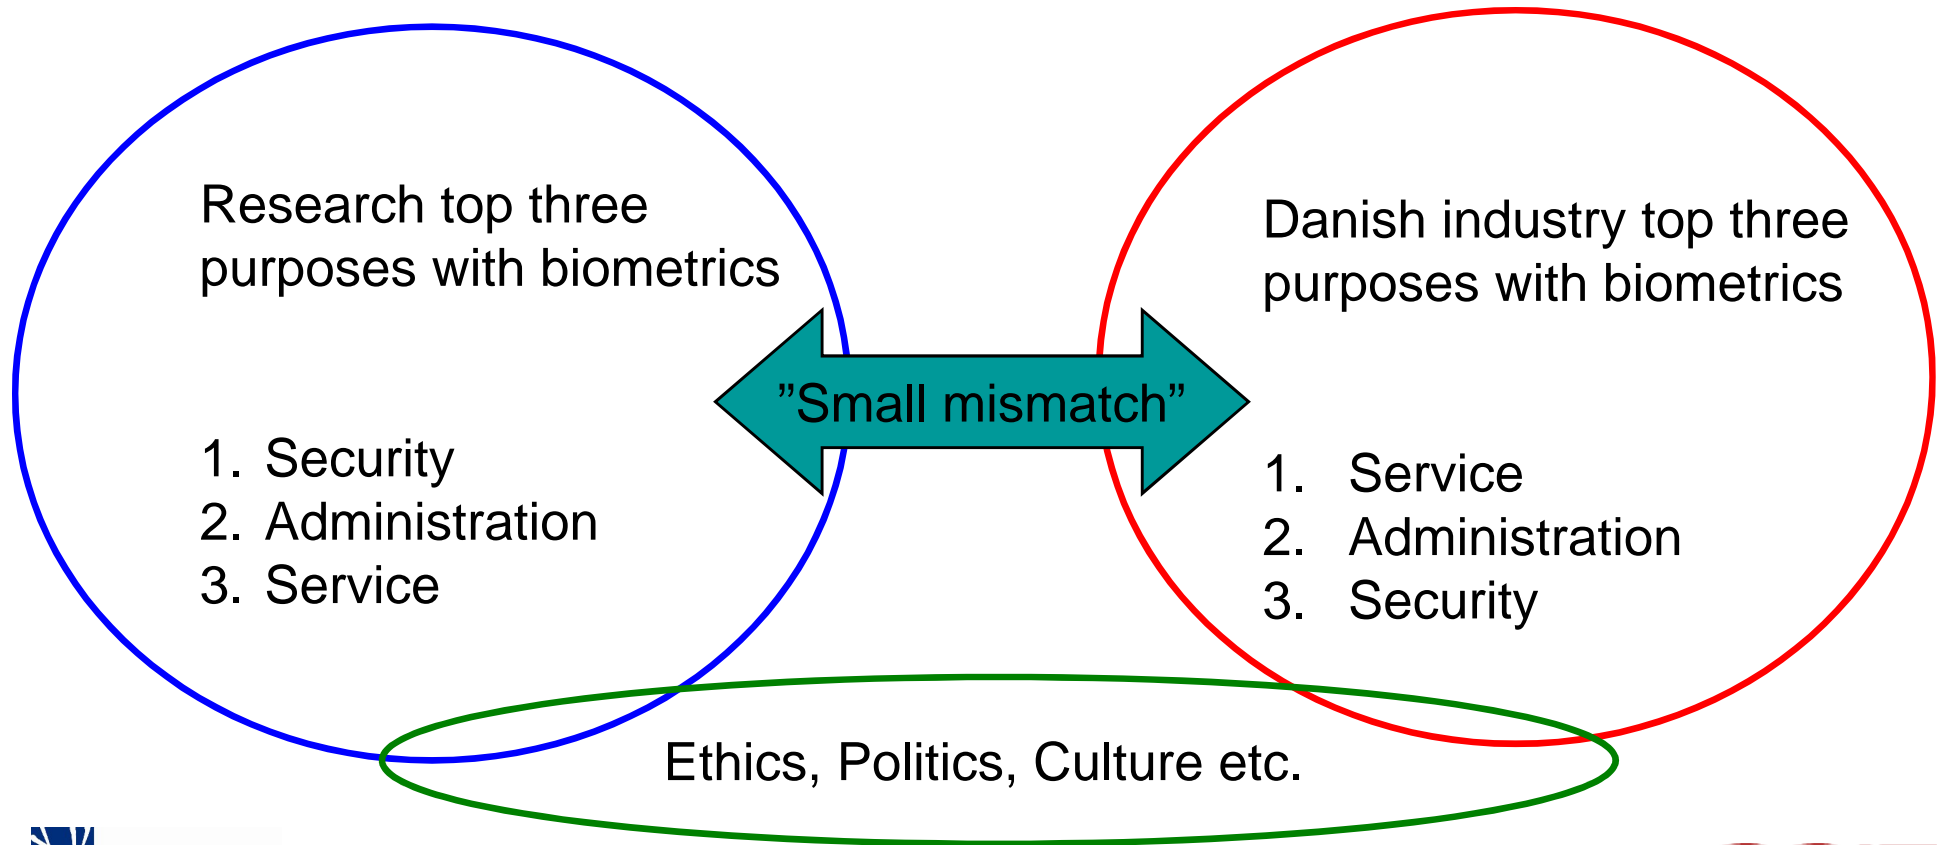 Research top three
purposes with biometrics
1. Security
2. Administration
3. Service
”Small mismatch”
Danish industry top three
purposes with biometrics
1. Service
2. Administration
3. Security
Ethics, Politics, Culture etc.